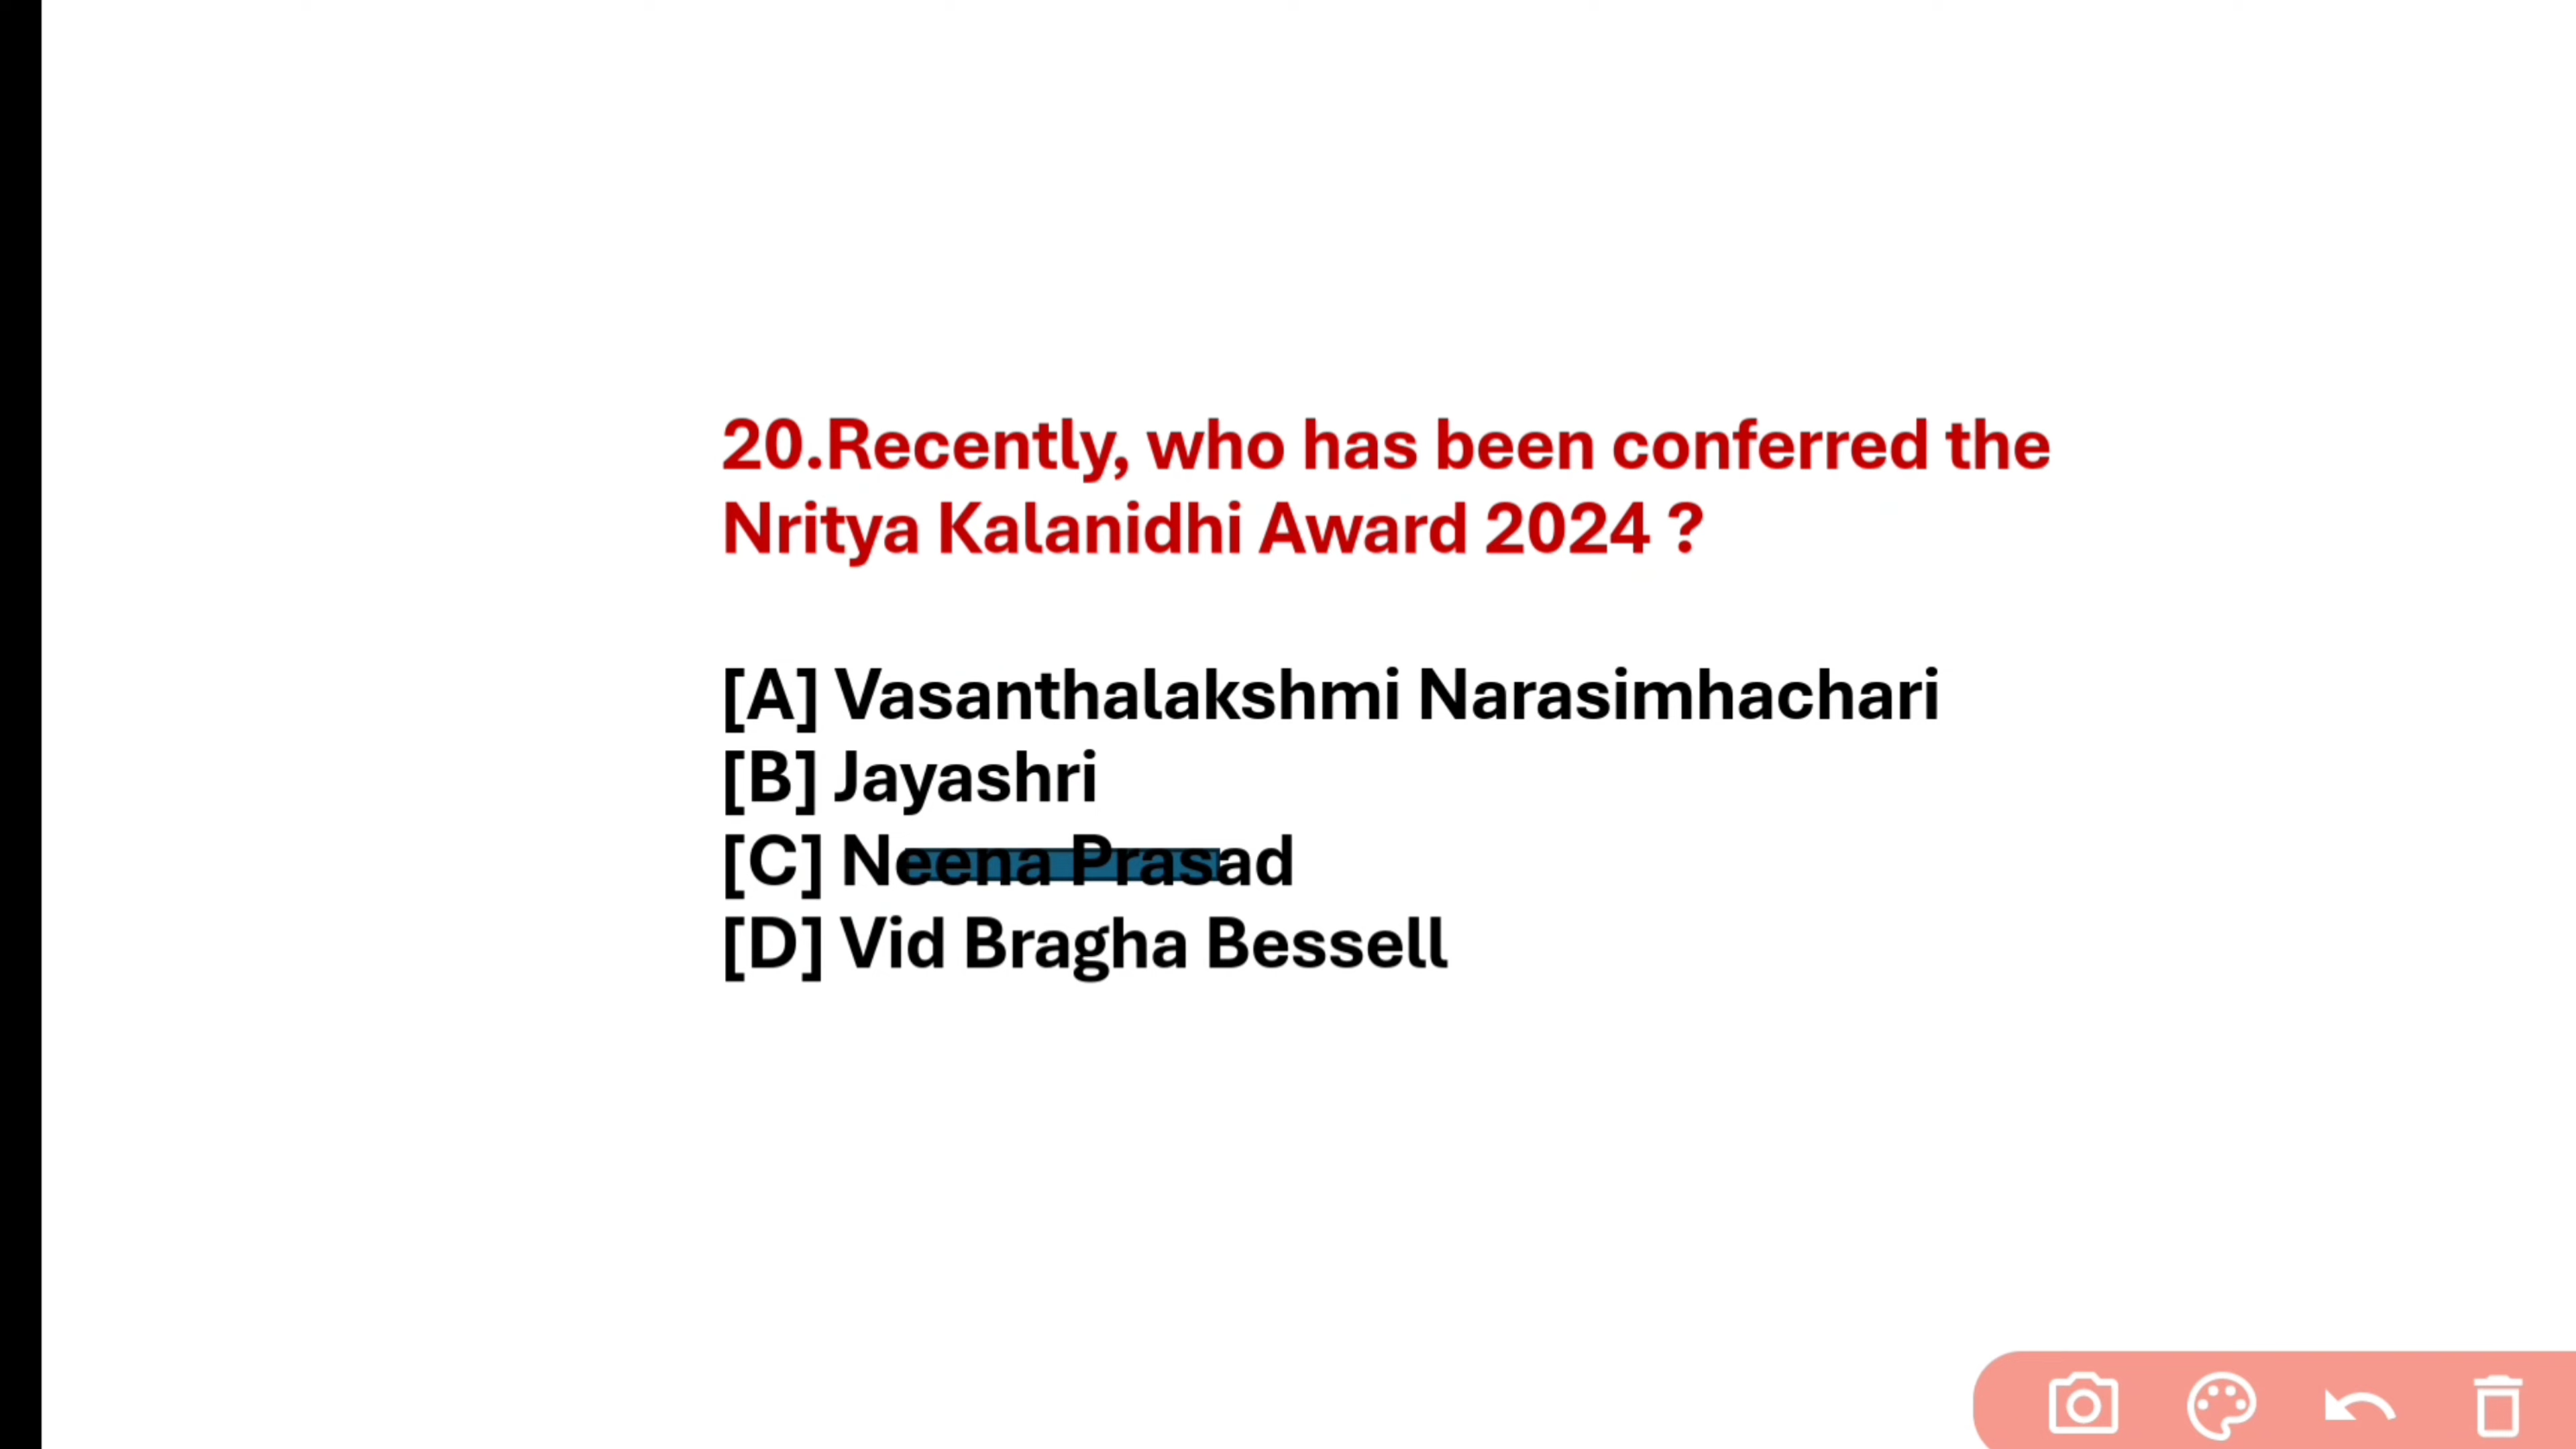 20.Recently, who has been conferred the
Nritya Kalanidhi Award 2024 ?
[A] Vasanthalakshmi Narasimhachari
[B] Jayashri
[C] Neena Prasad
[D] Vid Bragha Bessell